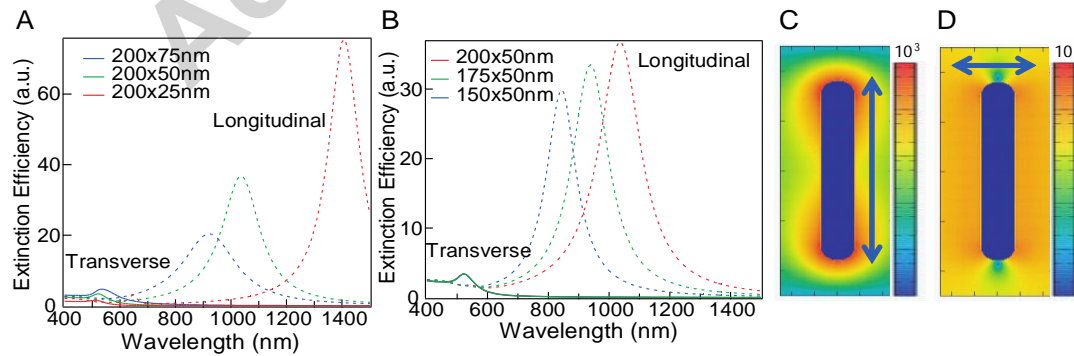 A
Extinction Efficiency (a.u.)
60
40
20
0
200x75nm
200x50nm
200x25nm
Longitudinal
Transverse
400 600 800 1000 1200 1400
Wavelength (nm)
B
Extinction Efficiency (a.u.)
30
20
10
0
200x50nm
175x50nm
150x50nm
Longitudinal
Transverse
400 600 800 1000 1200 1400
Wavelength (nm)
C
10³
D
10